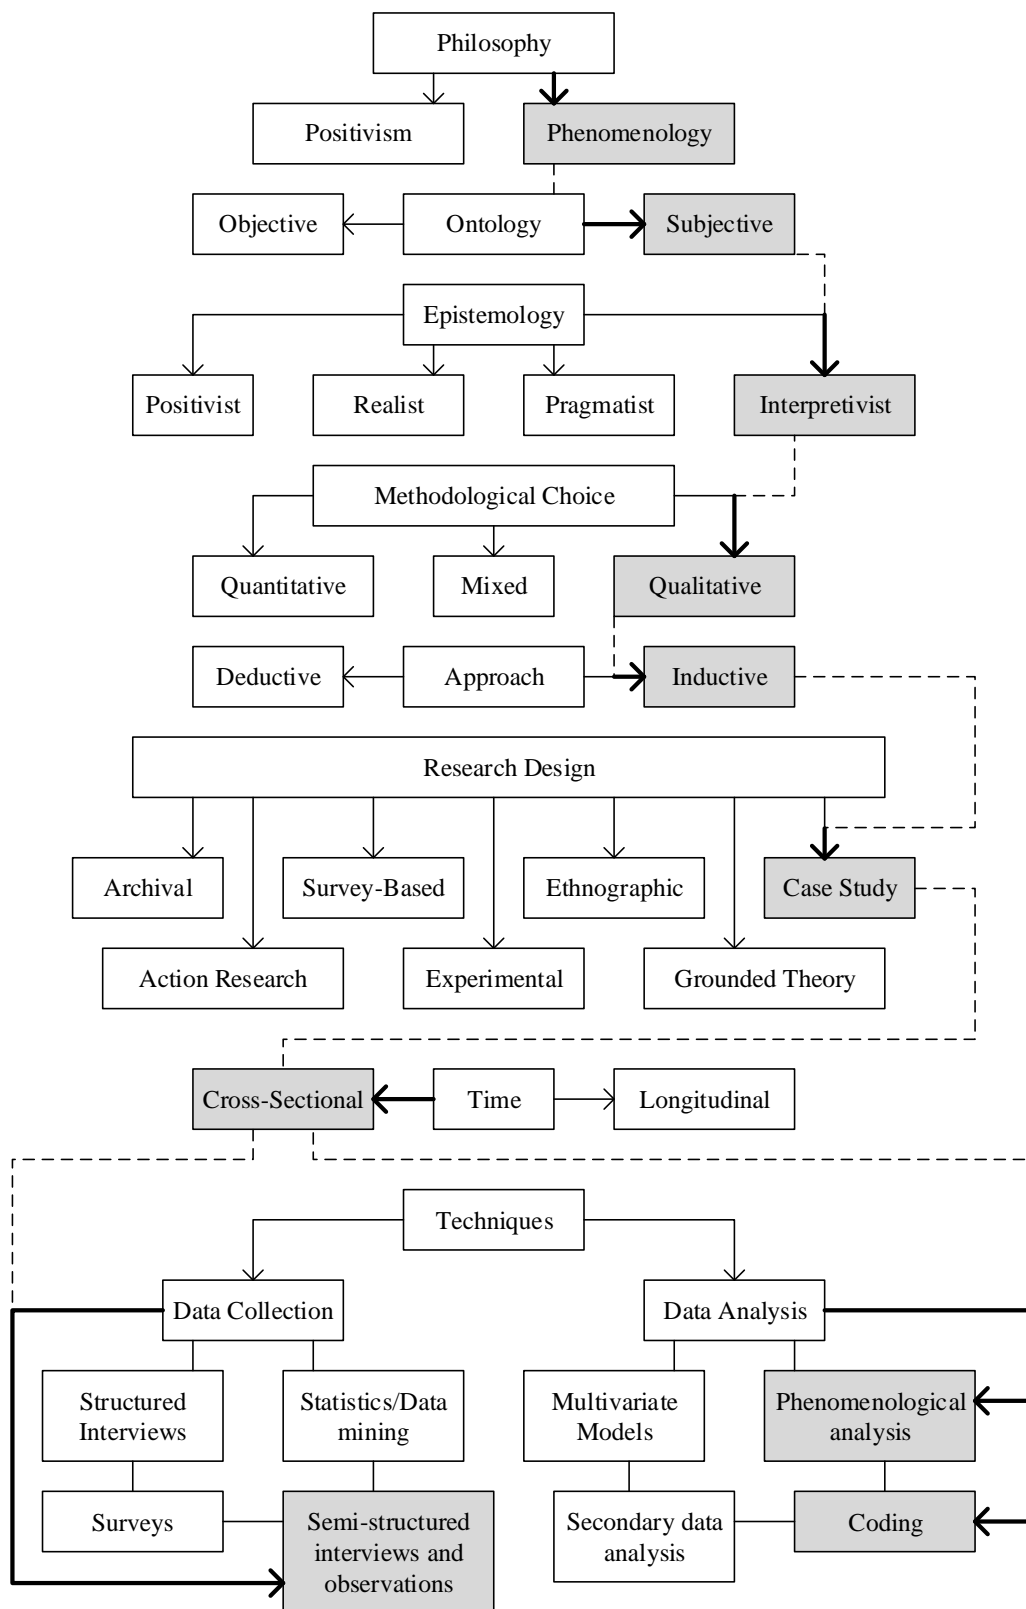 Philosophy
Positivism
Phenomenology
Objective
Ontology
Subjective
Epistemology
Positivist
Realist
Pragmatist
Interpretivist
Methodological Choice
Quantitative
Mixed
Qualitative
Deductive
Approach
Inductive
Research Design
Archival
Survey-Based
Ethnographic
Case Study
Action Research
Experimental
Grounded Theory
Cross-Sectional
Time
Longitudinal
Techniques
Data Collection
Data Analysis
Structured
Interviews
Statistics/Data
mining
Multivariate
Models
Phenomenological
analysis
Surveys
Semi-structured
interviews and
observations
Secondary data
analysis
Coding